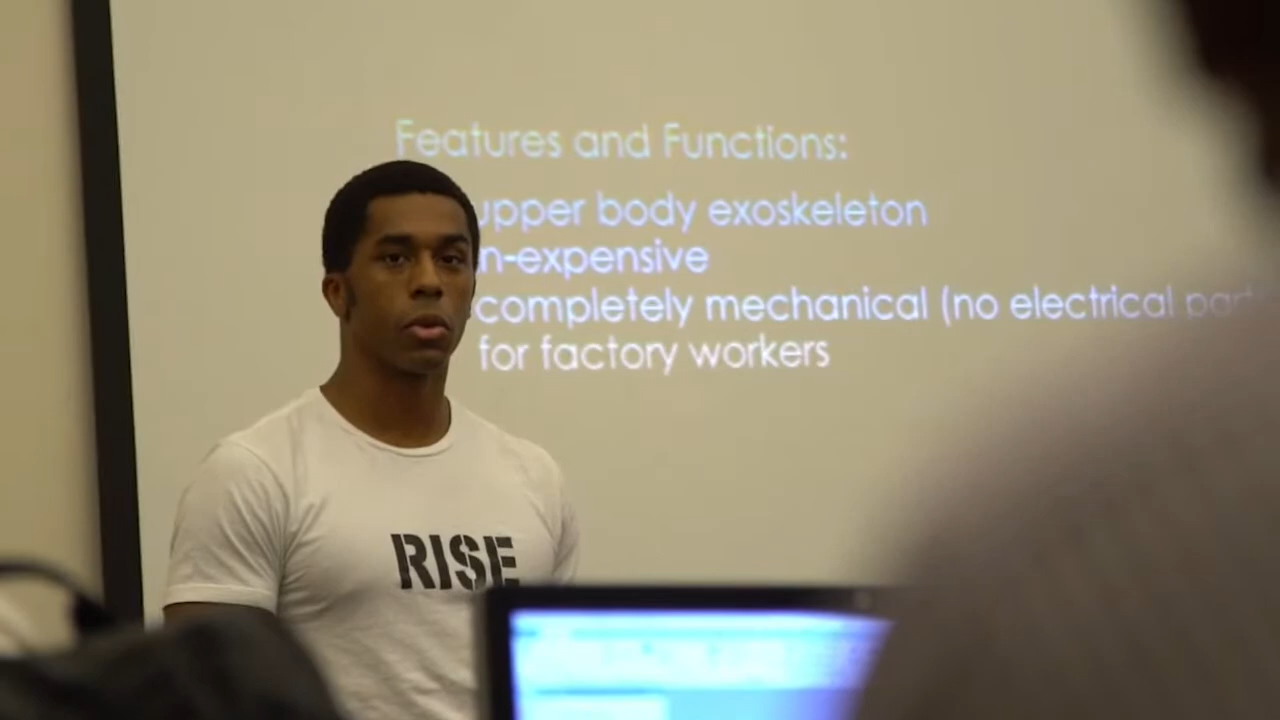 Features and Functions:
upper body exoskeleton
n-expensive
completely mechanical (no electrical
for factory workers
RISE